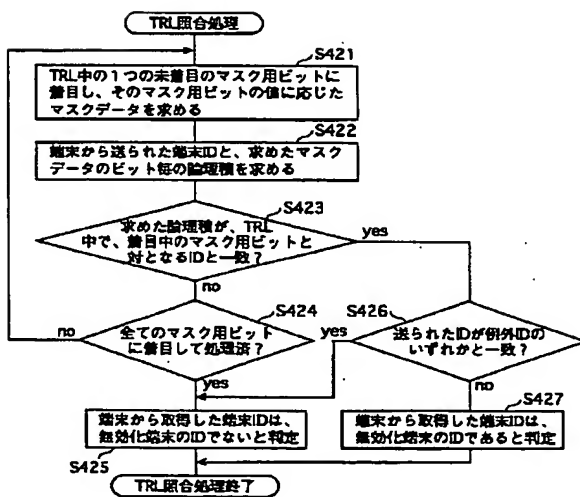 TRL照合処理
S421
TRL中の1つの未着目のマスク用ビットに
着目し、そのマスク用ビットの値に応じた
マスクデータを求める
S422
端末から送られた端末IDと、求めたマスク
データのビット毎の論理積を求める
S423
求めた論理積が、TRL
中で、着目中のマスク用ビットと
対となるIDと一致?
yes
no
S424
全てのマスク用ビット
に着目して処理済?
no
yes
S426
送られたIDが例外IDの
いずれかと一致?
yes
no
端末から取得した端末IDは、
無効化端末のIDでないと判定
S425
S427
端末から取得した端末IDは、
無効化端末のIDであると判定
TRL照合処理終了